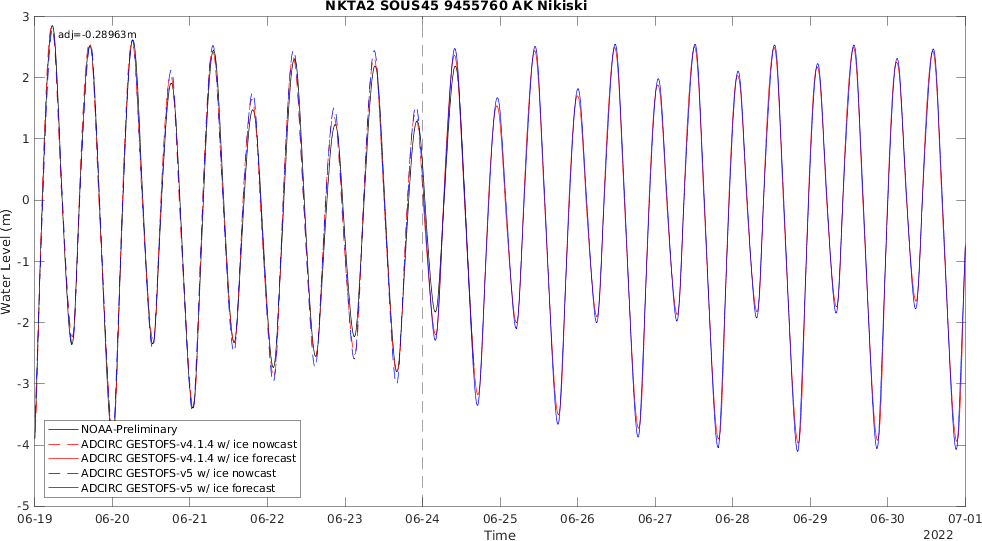 NKTA2 SOUS45 9455760 AK Nikiski
adj=-0.28963m
3
2
1
0
-1
-2
-3
-4
-5
Water Level (m)
NOAA-Preliminary
ADCIRC GESTOFS-v4.1.4 w/ ice nowcast
ADCIRC GESTOFS-v4.1.4 w/ ice forecast
ADCIRC GESTOFS-v5 w/ ice nowcast
ADCIRC GESTOFS-v5 w/ ice forecast
06-19 06-20 06-21 06-22 06-23 06-24 06-25 06-26 06-27 06-28 06-29 06-30 07-01
Time
2022